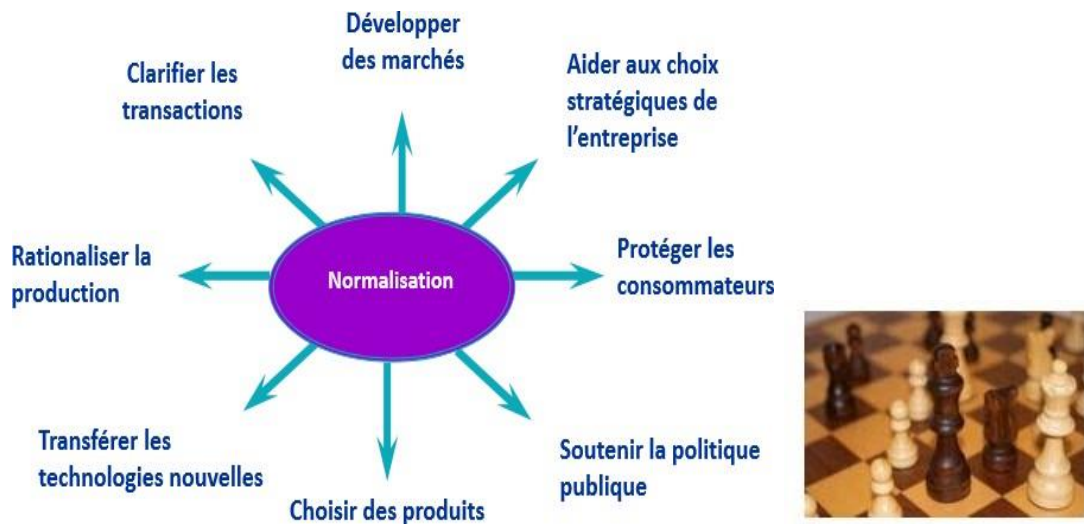 Développer
des marchés
Clarifier les
transactions
Aider aux choix
stratégiques de
l’entreprise
Rationaliser la
production
Normalisation
Protéger les
consommateurs
Transférer les
technologies nouvelles
Choisir des produits
Soutenir la politique
publique